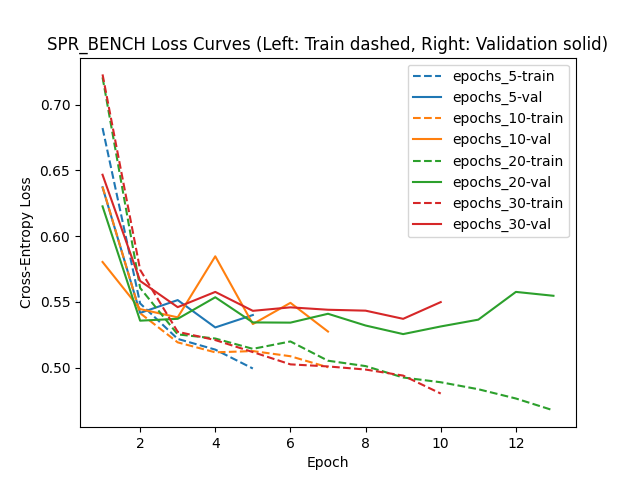 SPR_BENCH Loss Curves (Left: Train dashed, Right: Validation solid)
epochs_5-train
epochs_5-val
epochs_10-train
epochs_10-val
epochs_20-train
epochs_20-val
epochs_30-train
epochs_30-val
Cross-Entropy Loss
0.70
0.65
0.60
0.55
0.50
2 4 6 8 10 12
Epoch